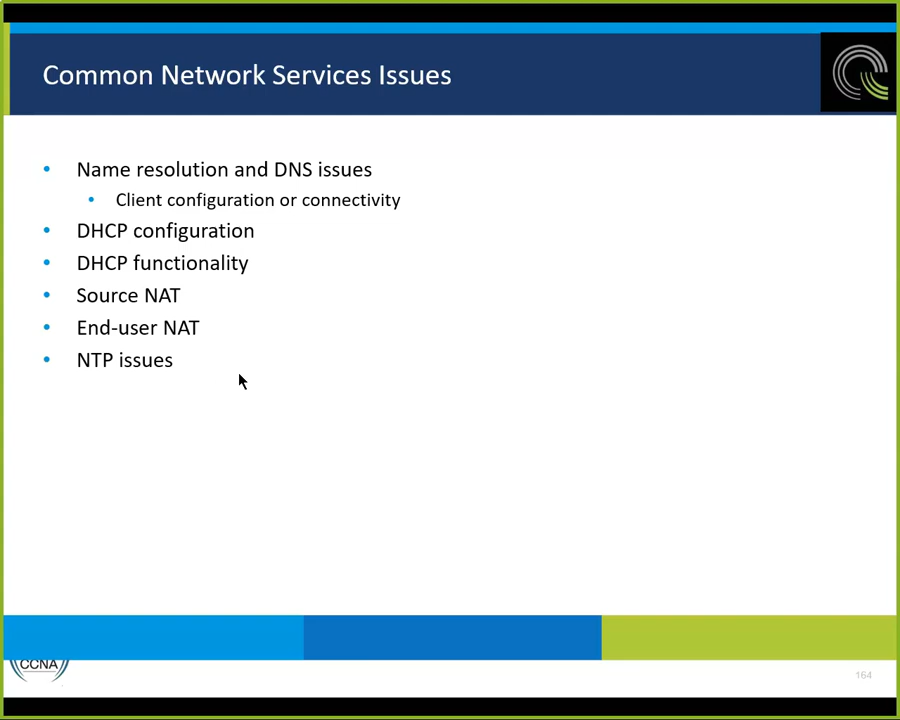 Common Network Services Issues
• Name resolution and DNS issues
• Client configuration or connectivity
• DHCP configuration
• DHCP functionality
• Source NAT
• End-user NAT
• NTP issues
CCNA
164